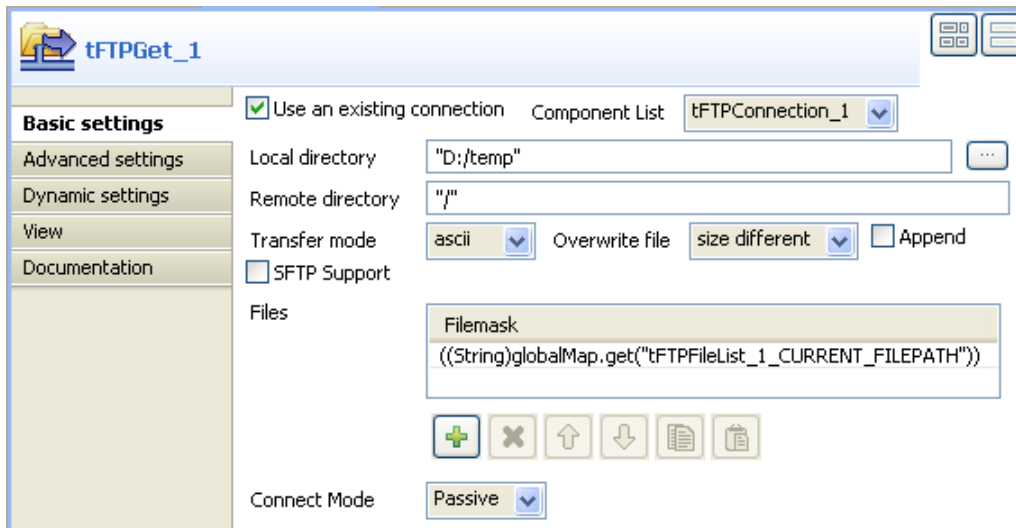 tFTPGet_1
Basic settings
Advanced settings
Dynamic settings
View
Documentation
Use an existing connection Component List tFTPConnection_1
Local directory "D:/temp" ...
Remote directory "/"
Transfer mode ascii Overwrite file size different Append
SFTP Support
Files
Filemask
((String)globalMap.get("tFTPFileList_1_CURRENT_FILEPATH"))
Connect Mode Passive